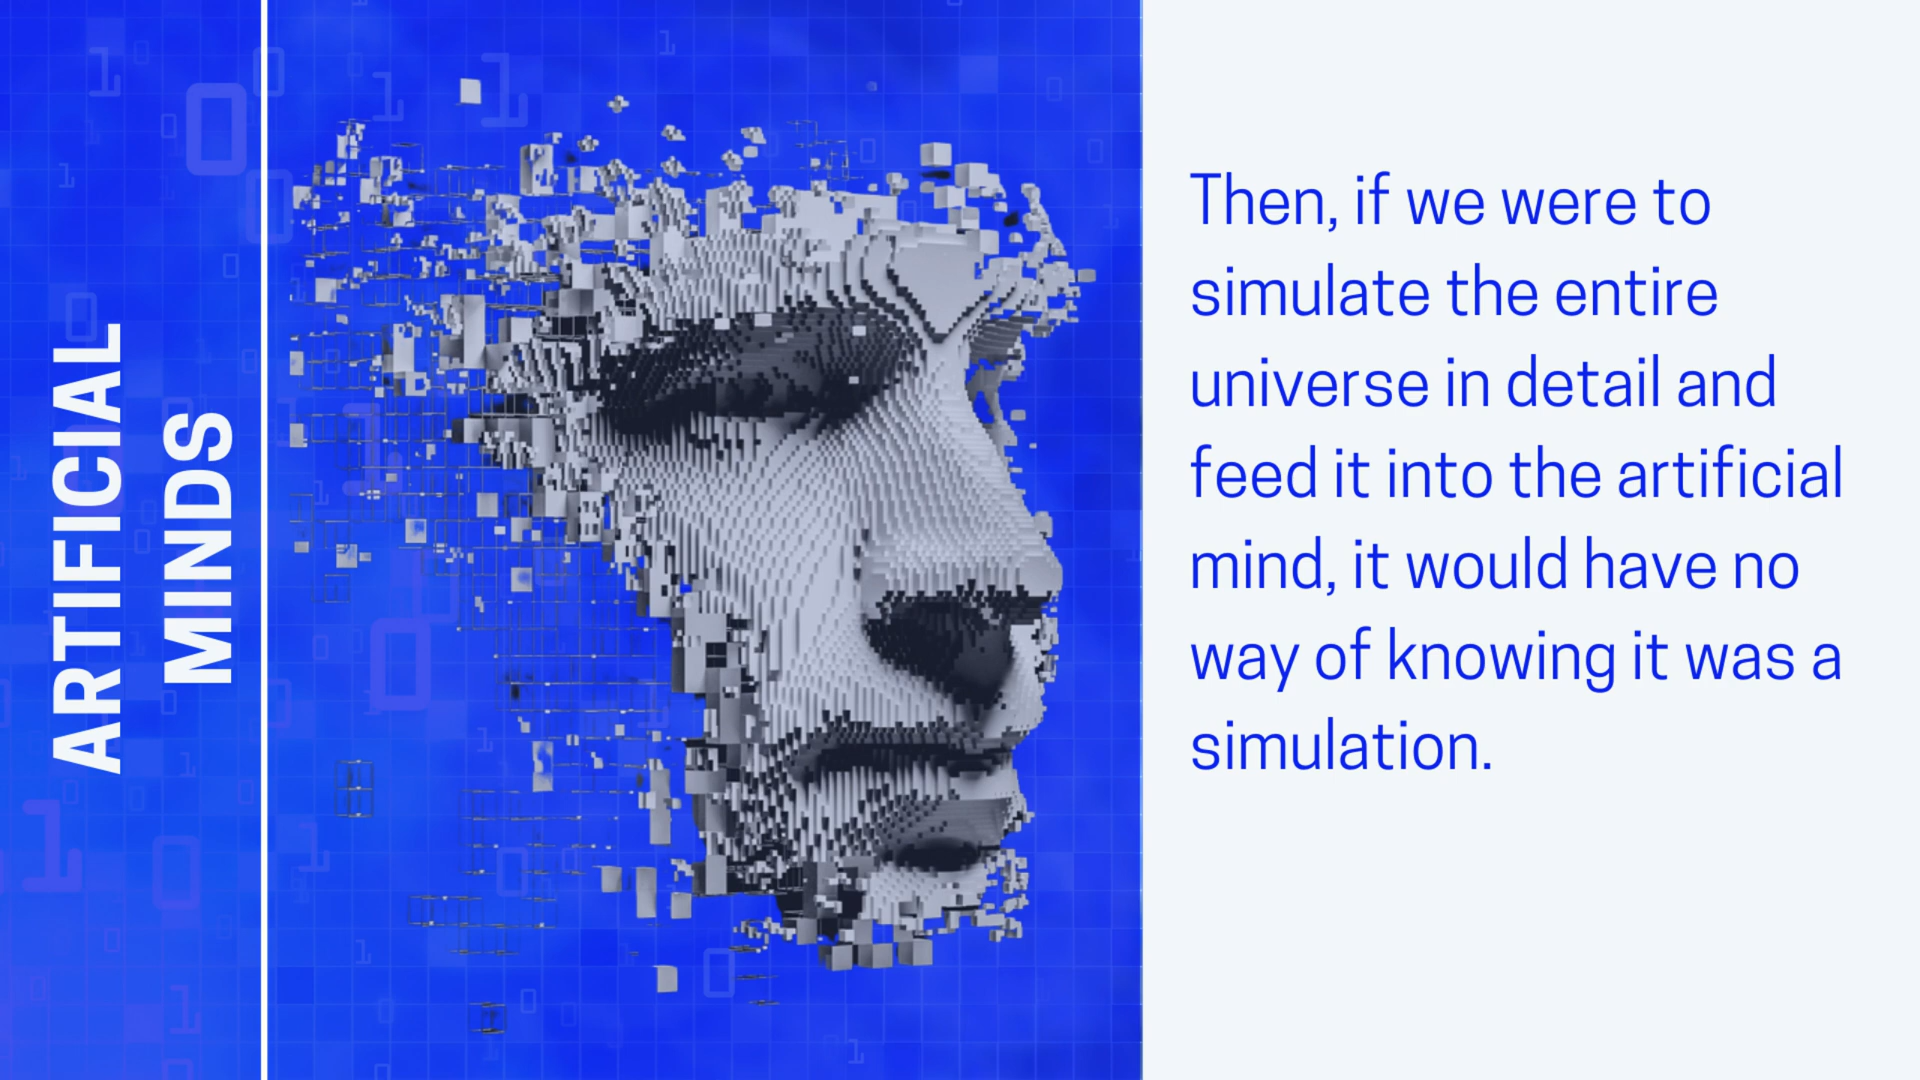 ARTIFICIAL
MINDS
Then, if we were to
simulate the entire
universe in detail and
feed it into the artificial
mind, it would have no
way of knowing it was a
simulation.